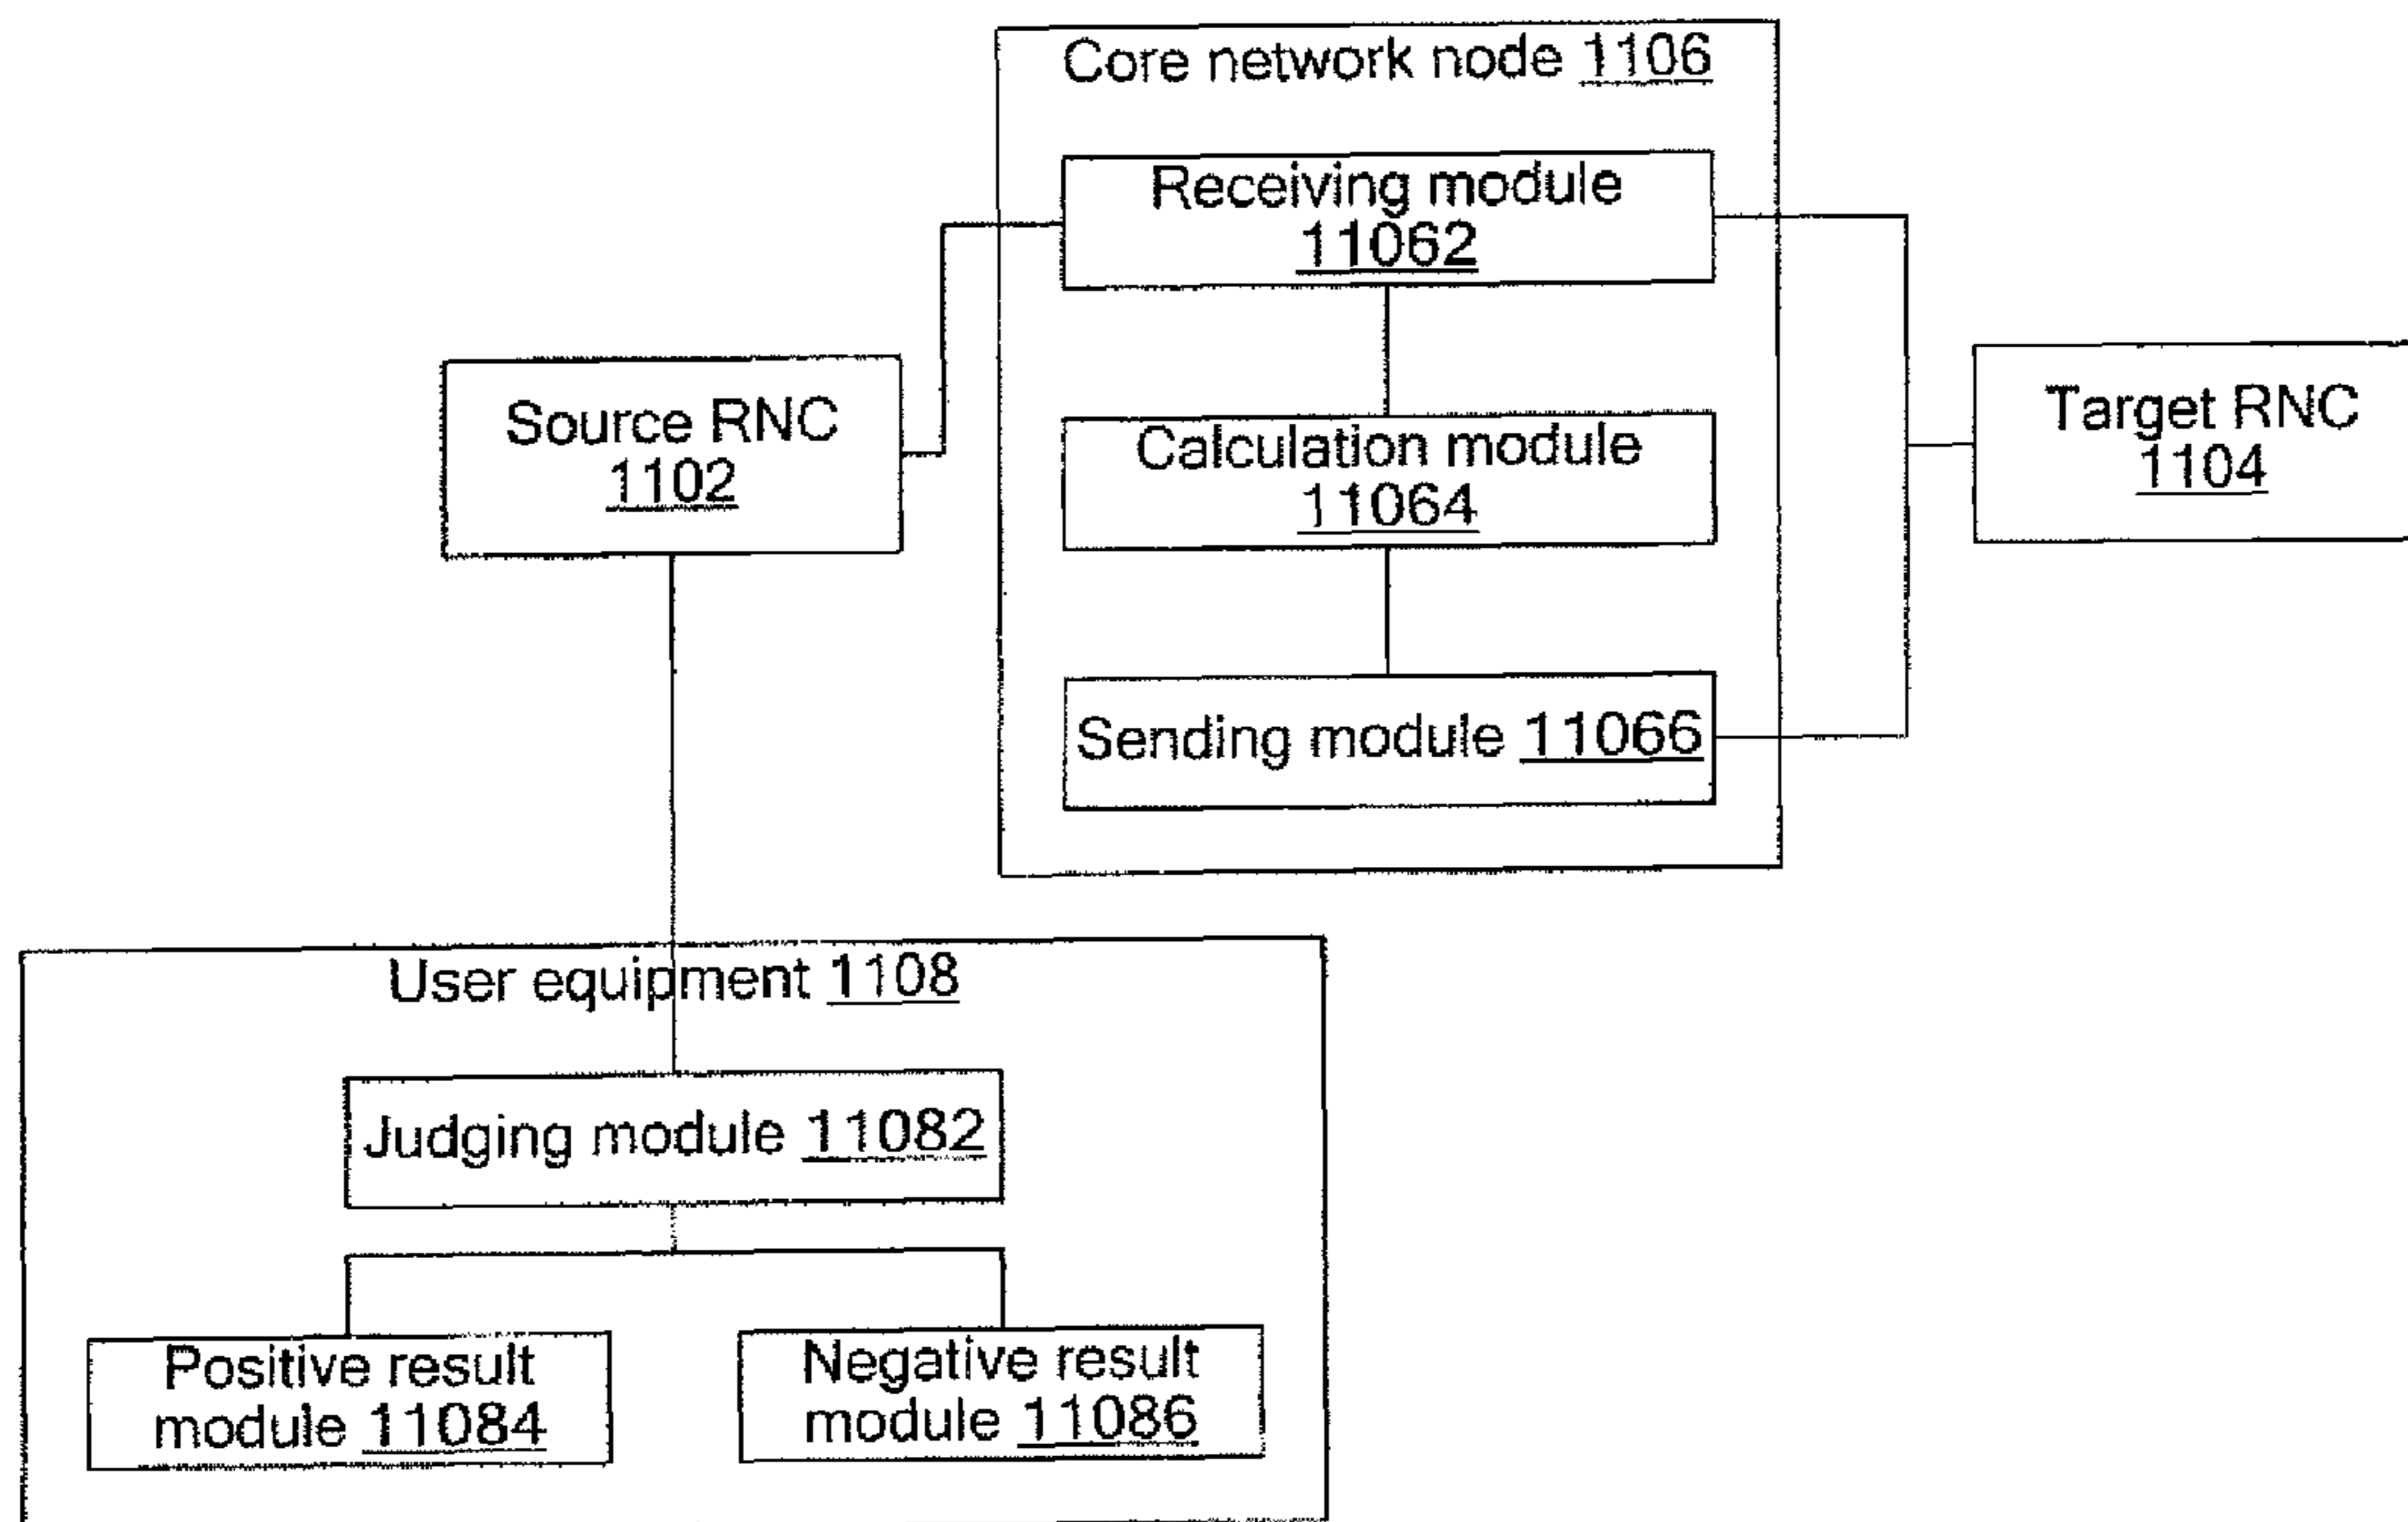 Core network node 1106
Receiving module
11062
Source RNC
1102
Calculation module
11064
Target RNC
1104
Sending module 11066
User equipment 1108
Judging module 11082
Positive result
module 11084
Negative result
module 11086